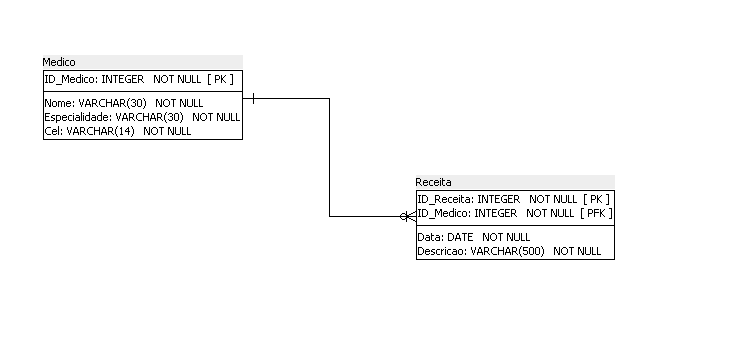 Medico
ID_Medico: INTEGER NOT NULL [ PK ]
Nome: VARCHAR(30) NOT NULL
Especialidade: VARCHAR(30) NOT NULL
Cel: VARCHAR(14) NOT NULL
Receita
ID_Receita: INTEGER NOT NULL [ PK ]
ID_Medico: INTEGER NOT NULL [ PFK ]
Data: DATE NOT NULL
Descricao: VARCHAR(500) NOT NULL